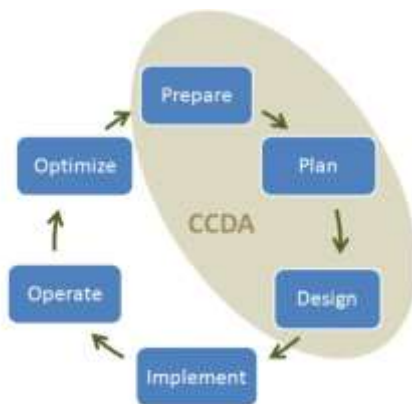 Prepare
Optimize
Plan
CCDA
Operate
Design
Implement